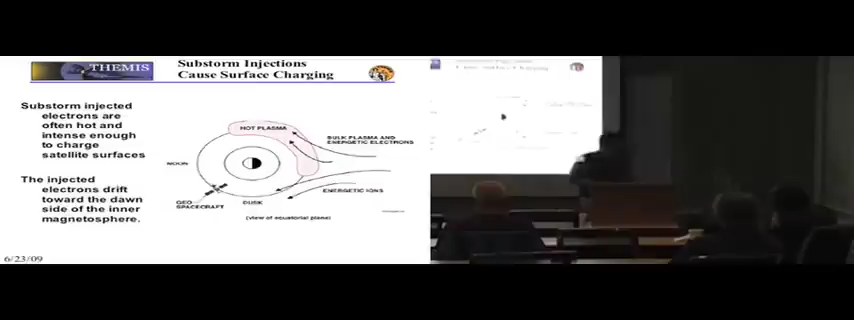 THEMIS
Substorm Injections
Cause Surface Charging
Substorm injected
electrons are
often hot and
intense enough
to charge
satellite surfaces
The injected
electrons drift
toward the dawn
side of the inner
magnetosphere.
HOT PLASMA
BULK PLASMA AND
ENERGETIC ELECTRONS
NOON
ENERGETIC IONS
GEO
SPACECRAFT
DUSK
(view of equatorial plane)
6/23/09